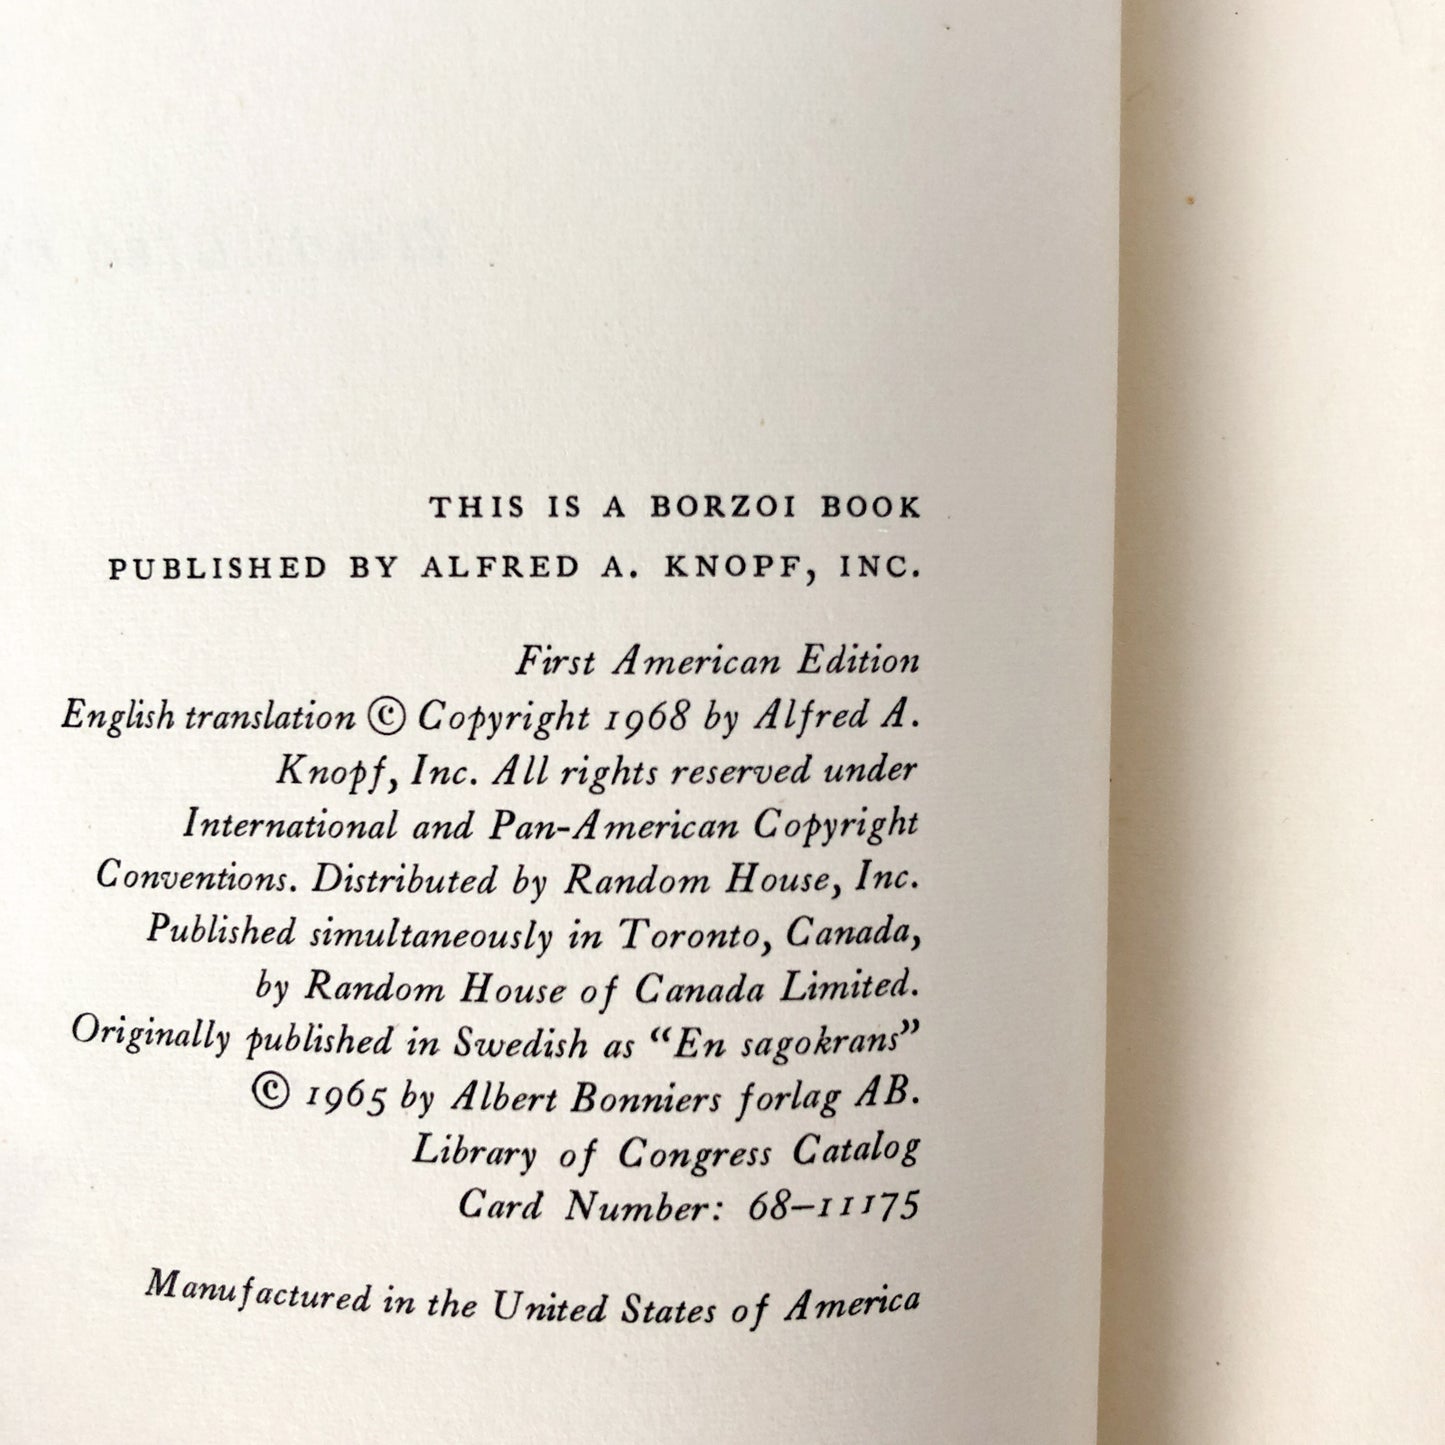 THIS IS A BORZOI BOOK
PUBLISHED BY ALFRED A. KNOPF, INC.
First American Edition
English translation © Copyright 1968 by Alfred A.
Knopf, Inc. All rights reserved under
International and Pan-American Copyright
Conventions. Distributed by Random House, Inc.
Published simultaneously in Toronto, Canada,
by Random House of Canada Limited.
Originally published in Swedish as “En sagokrans”
© 1965 by Albert Bonniers forlag AB.
Library of Congress Catalog
Card Number: 68–11175
Manufactured in the United States of America